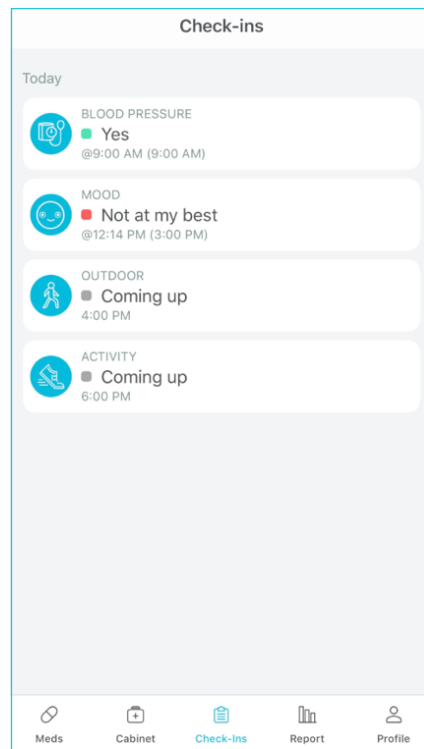 Check-ins
Today
BLOOD PRESSURE
Yes
@9:00 AM (9:00 AM)
MOOD
Not at my best
@12:14 PM (3:00 PM)
OUTDOOR
Coming up
4:00 PM
ACTIVITY
Coming up
6:00 PM
Meds Cabinet Check-Ins Report Profile